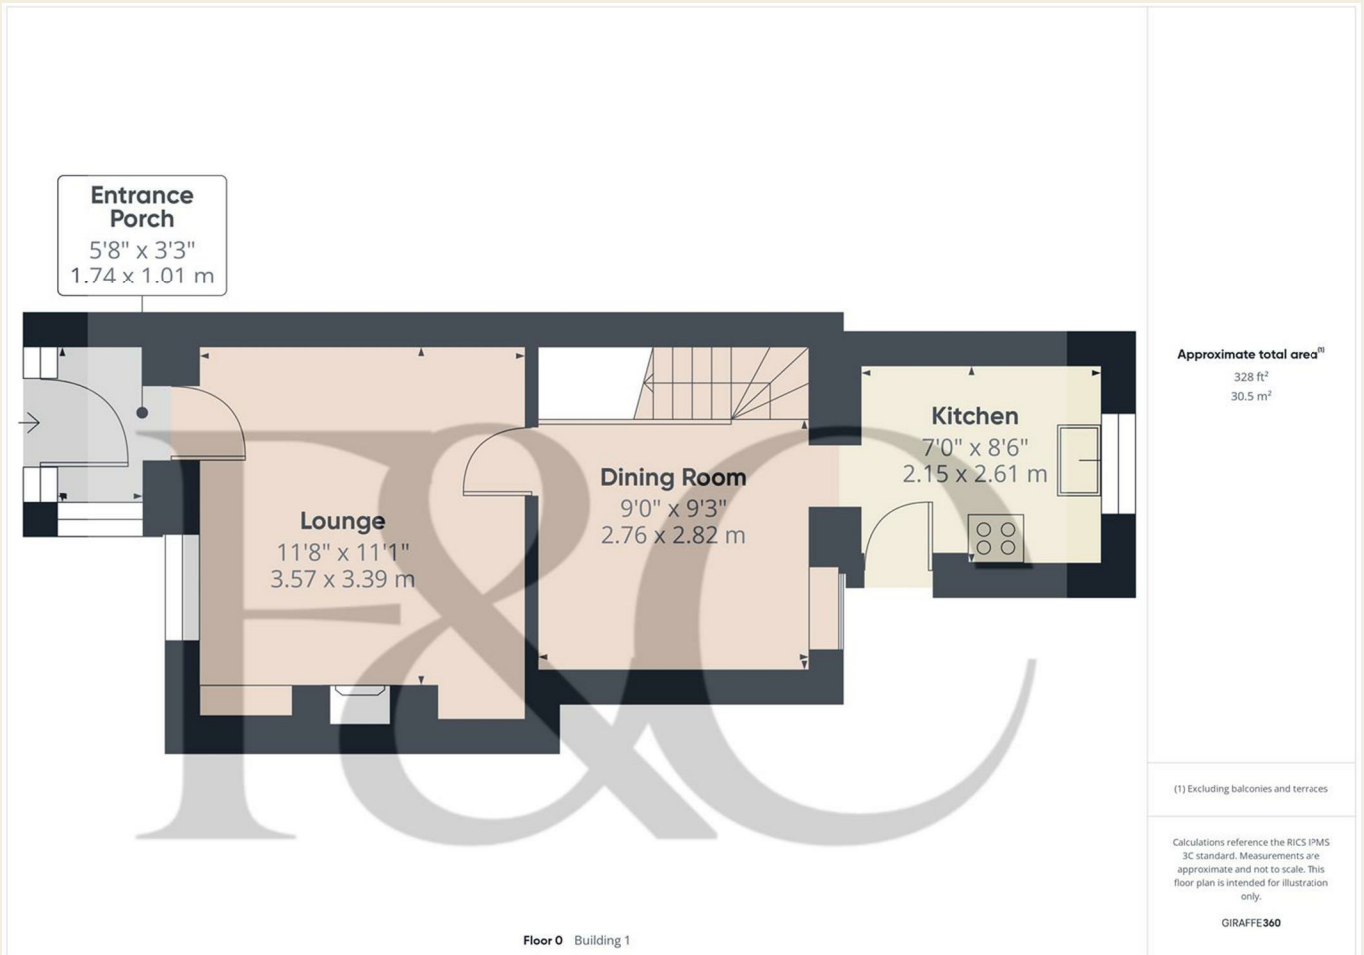 Entrance
Porch
5'8" x 3'3"
1.74 x 1.01 m
Lounge
11'8" x 11'1"
3.57 x 3.39 m
Dining Room
9'0" x 9'3"
2.76 x 2.82 m
Kitchen
7'0" x 8'6"
2.15 x 2.61 m
F&C
Floor 0 Building 1
Approximate total area(1)
328 ft²
30.5 m²
(1) Excluding balconies and terraces
Calculations reference the RICS IPMS
3C standard. Measurements are
approximate and not to scale. This
floor plan is intended for illustration
only.
GIRAFFE360